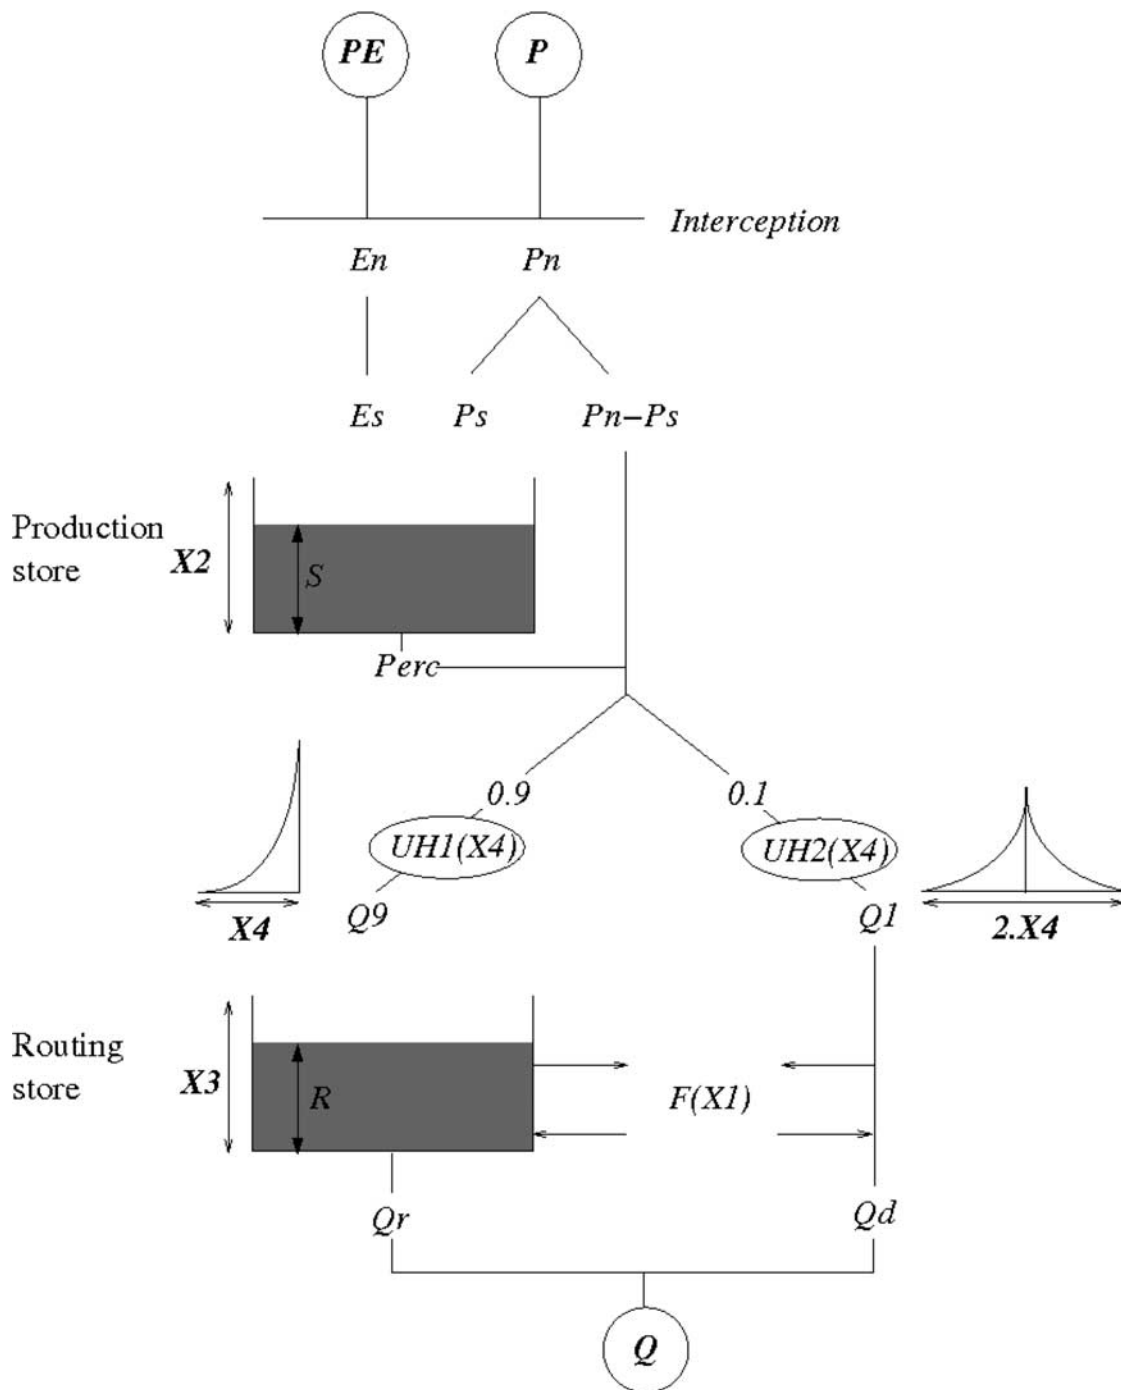 PE
P
Interception
En
Pn
Es
Ps
Pn–Ps
Production
store
X2
S
Perc
0.9
0.1
UH1(X4)
UH2(X4)
X4
Q9
Q1
2.X4
Routing
store
X3
R
F(X1)
Qr
Qd
Q